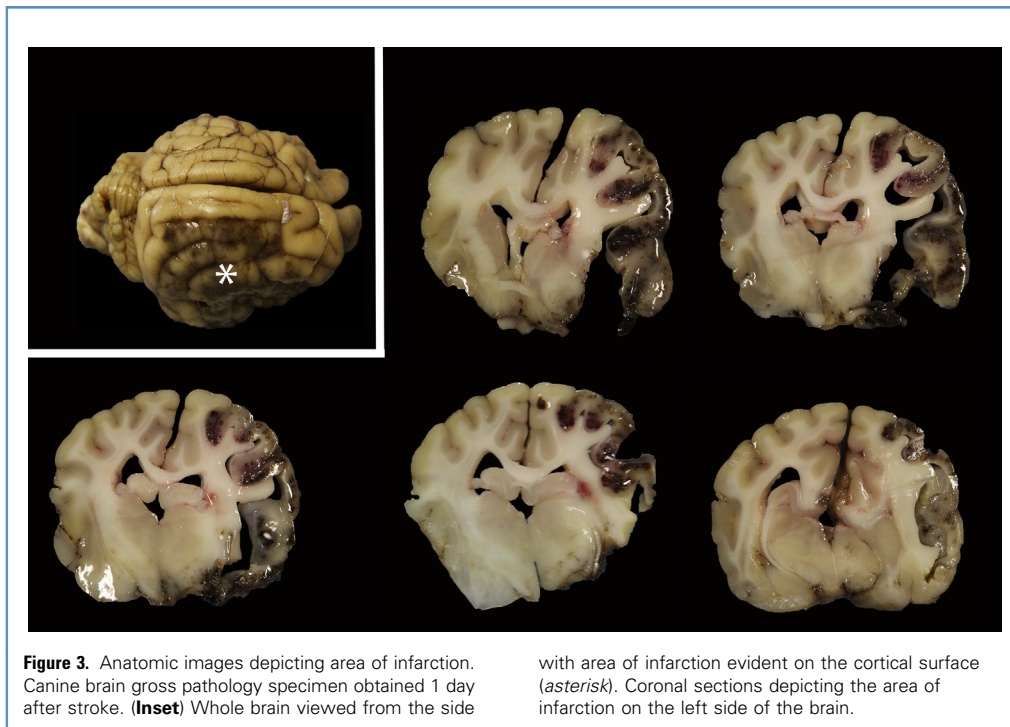 *
Figure 3. Anatomic images depicting area of infarction.
Canine brain gross pathology specimen obtained 1 day
after stroke. (Inset) Whole brain viewed from the side
with area of infarction evident on the cortical surface
(asterisk). Coronal sections depicting the area of
infarction on the left side of the brain.